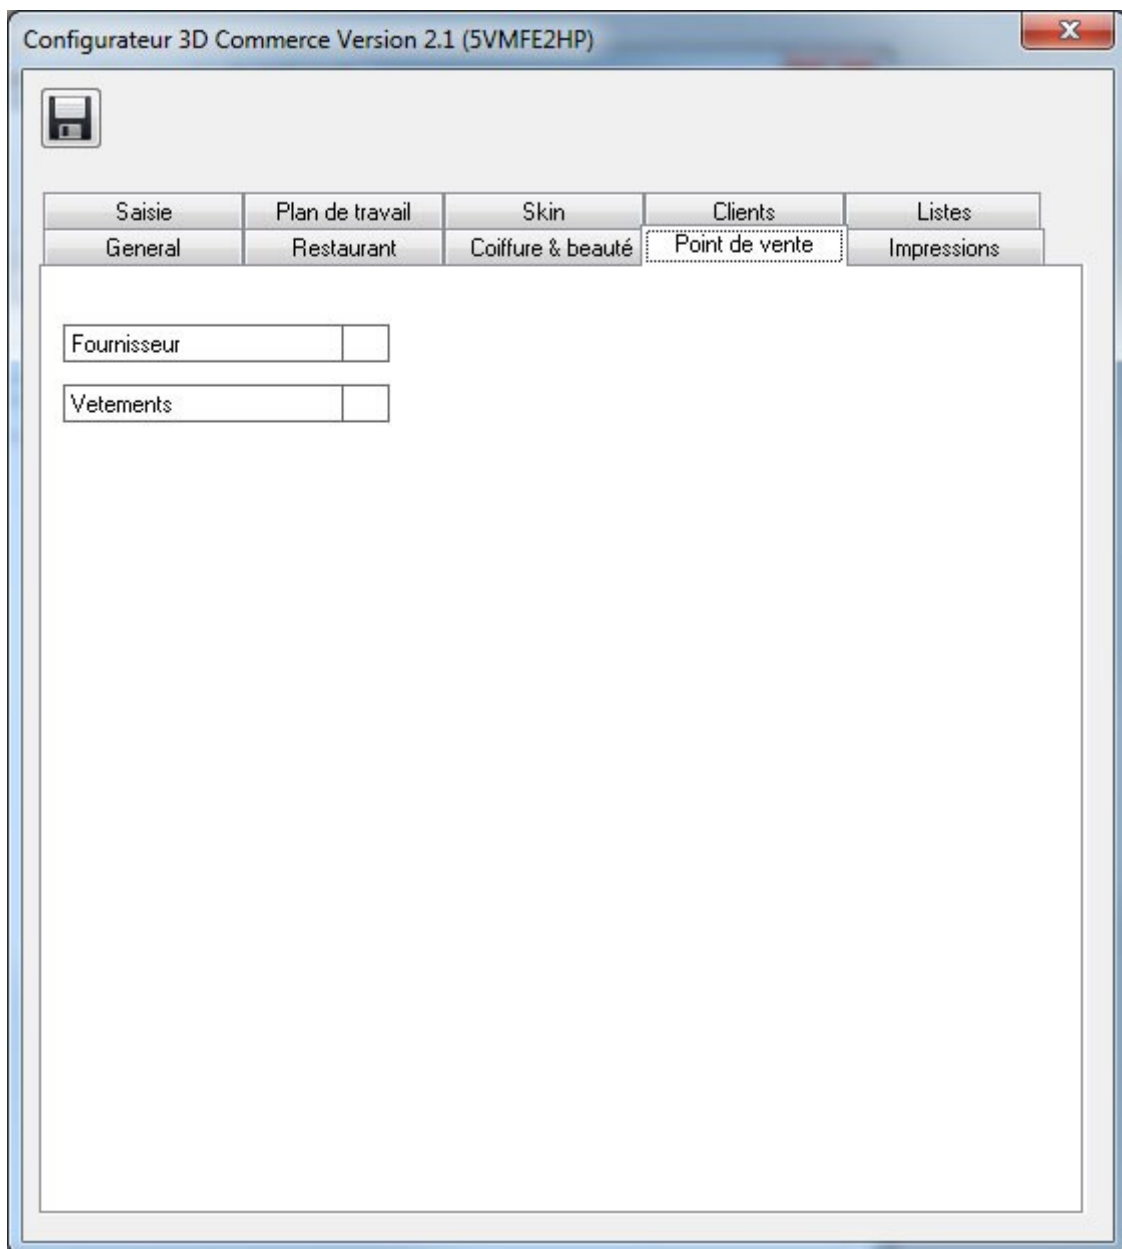 Configurateur 3D Commerce Version 2.1 (5VMFE2HP)
Saisie Plan de travail Skin Clients Listes
General Restaurant Coiffure & beauté Point de vente Impressions
Fournisseur
Vetements